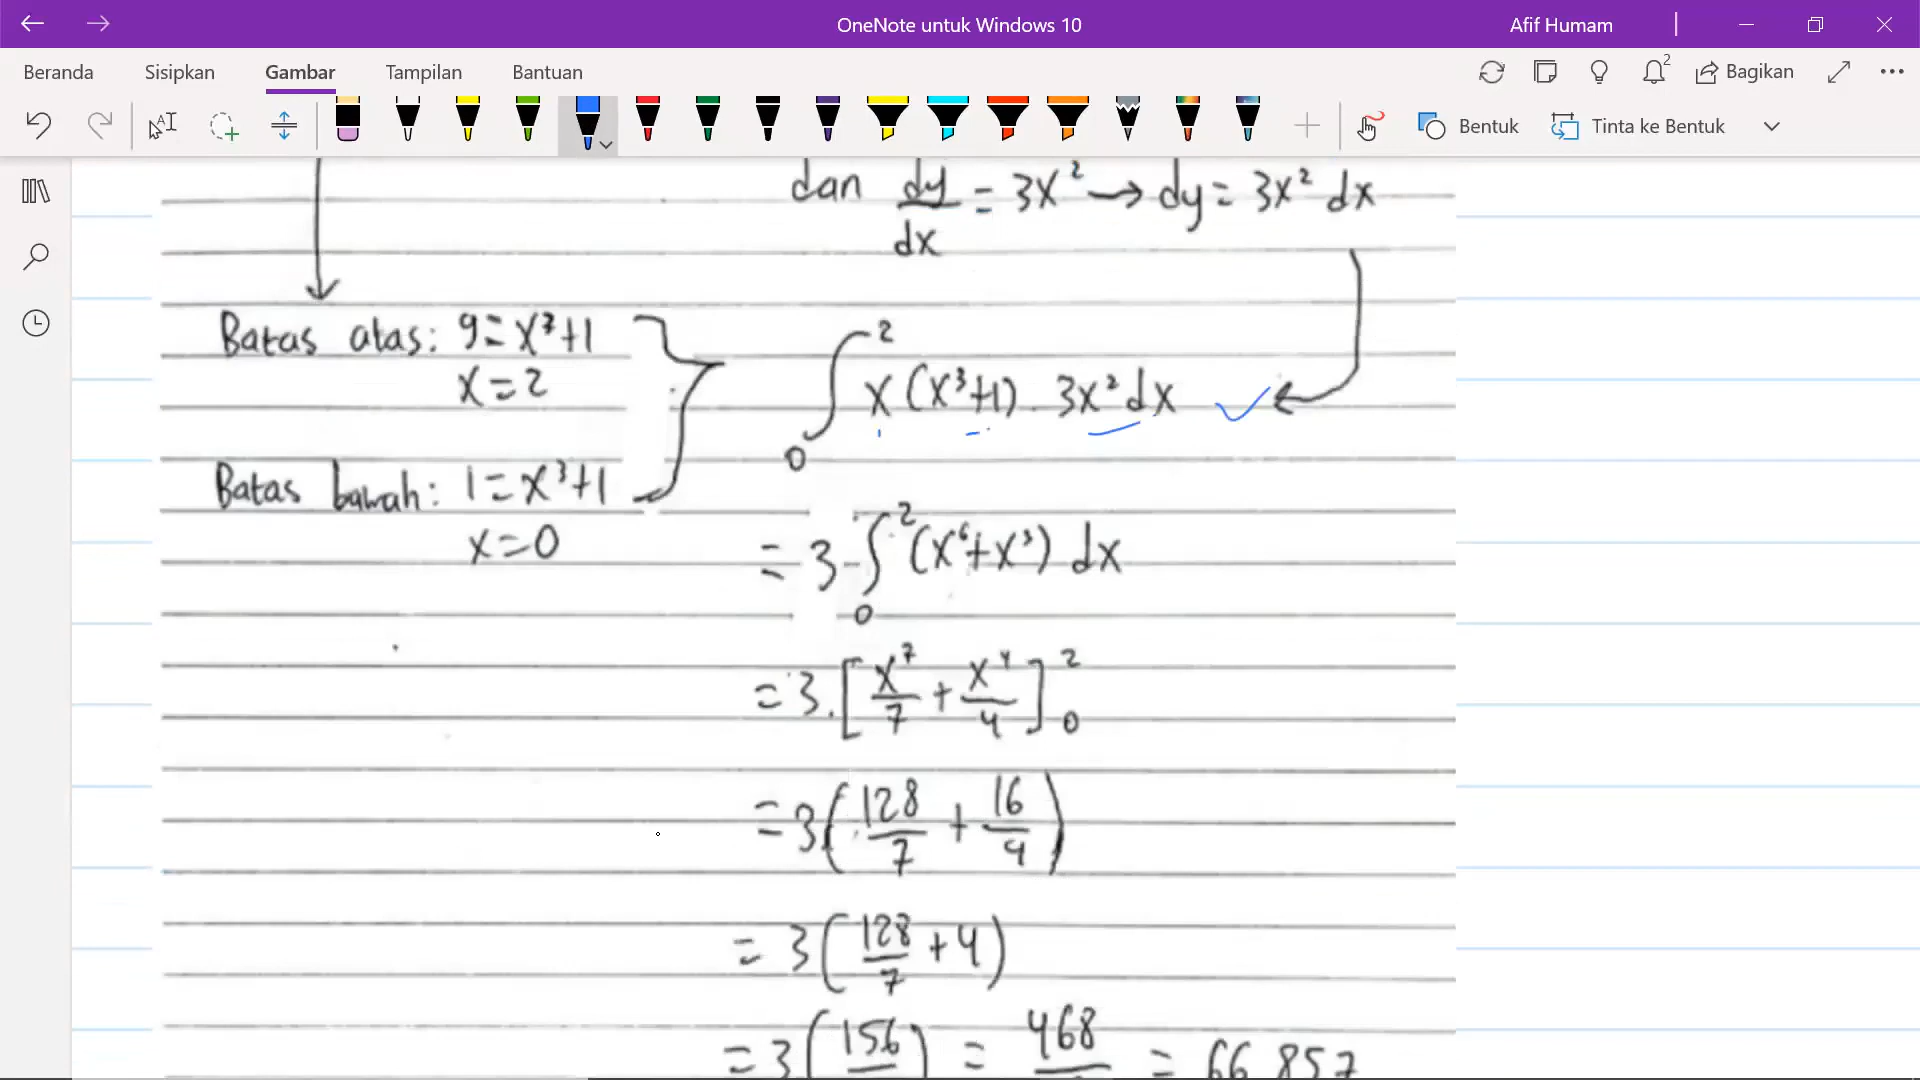 OneNote untuk Windows 10
Afif Humam
Beranda Sisipkan Gambar Tampilan Bantuan
2
Bagikan
Bentuk Tinta ke Bentuk
dan dy/dx = 3x² → dy = 3x² dx
Batas atas: 9 = x³+1
x = 2
∫₀² x (x³+1) . 3x² dx
Batas bawah: 1 = x³+1
x = 0
= 3 ∫₀² (x⁶+x³) dx
= 3 . [x⁷/7 + x⁴/4]₀²
= 3 (128/7 + 16/4)
= 3 (128/7 + 4)
= 3 (156) = 468 = 66,857